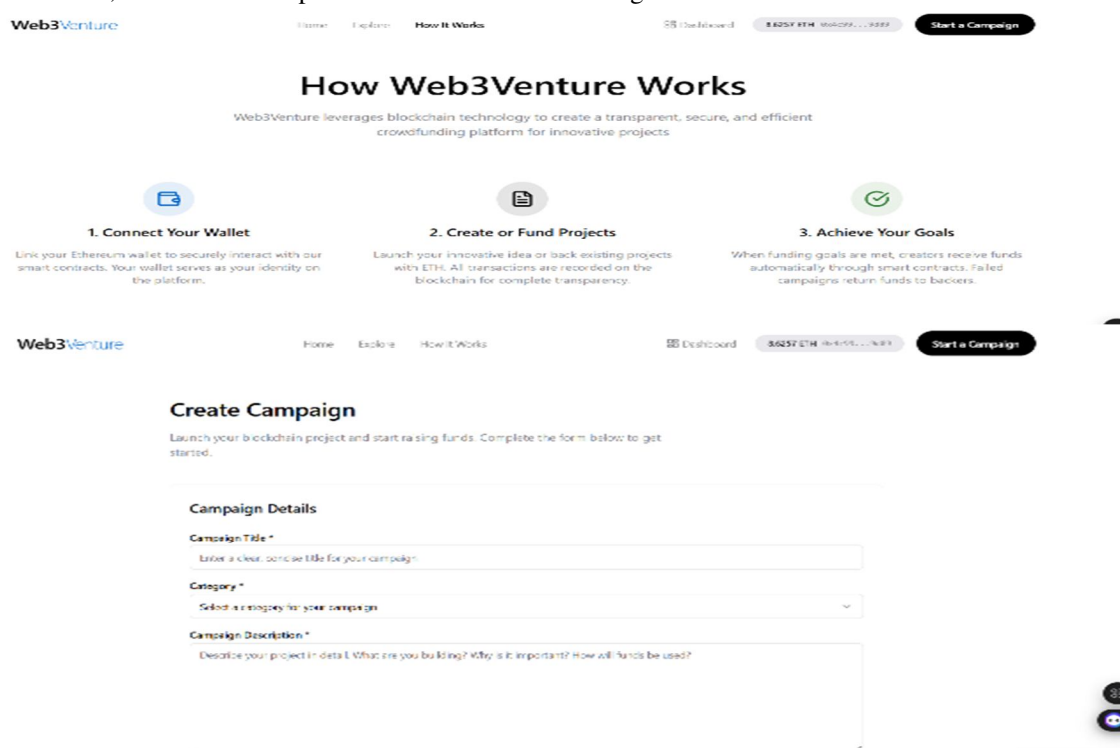 Web3Venture Home Explore How It Works Dashboard 8.6257 ETH Start a Campaign
How Web3Venture Works
Web3Venture leverages blockchain technology to create a transparent, secure, and efficient
crowdfunding platform for innovative projects
1. Connect Your Wallet
Link your Ethereum wallet to securely interact with our
smart contracts. Your wallet serves as your identity on
the platform.
2. Create or Fund Projects
Launch your innovative idea or back existing projects
with ETH. All transactions are recorded on the
blockchain for complete transparency.
3. Achieve Your Goals
When funding goals are met, creators receive funds
automatically through smart contracts. Failed
campaigns return funds to backers.
Web3Venture Home Explore How It Works Dashboard 8.6257 ETH Start a Campaign
Create Campaign
Launch your blockchain project and start raising funds. Complete the form below to get
started.
Campaign Details
Campaign Title *
Enter a clear, concise title for your campaign
Category *
Select a category for your campaign
Campaign Description *
Describe your project in detail. What are you building? Why is it important? How will funds be used?